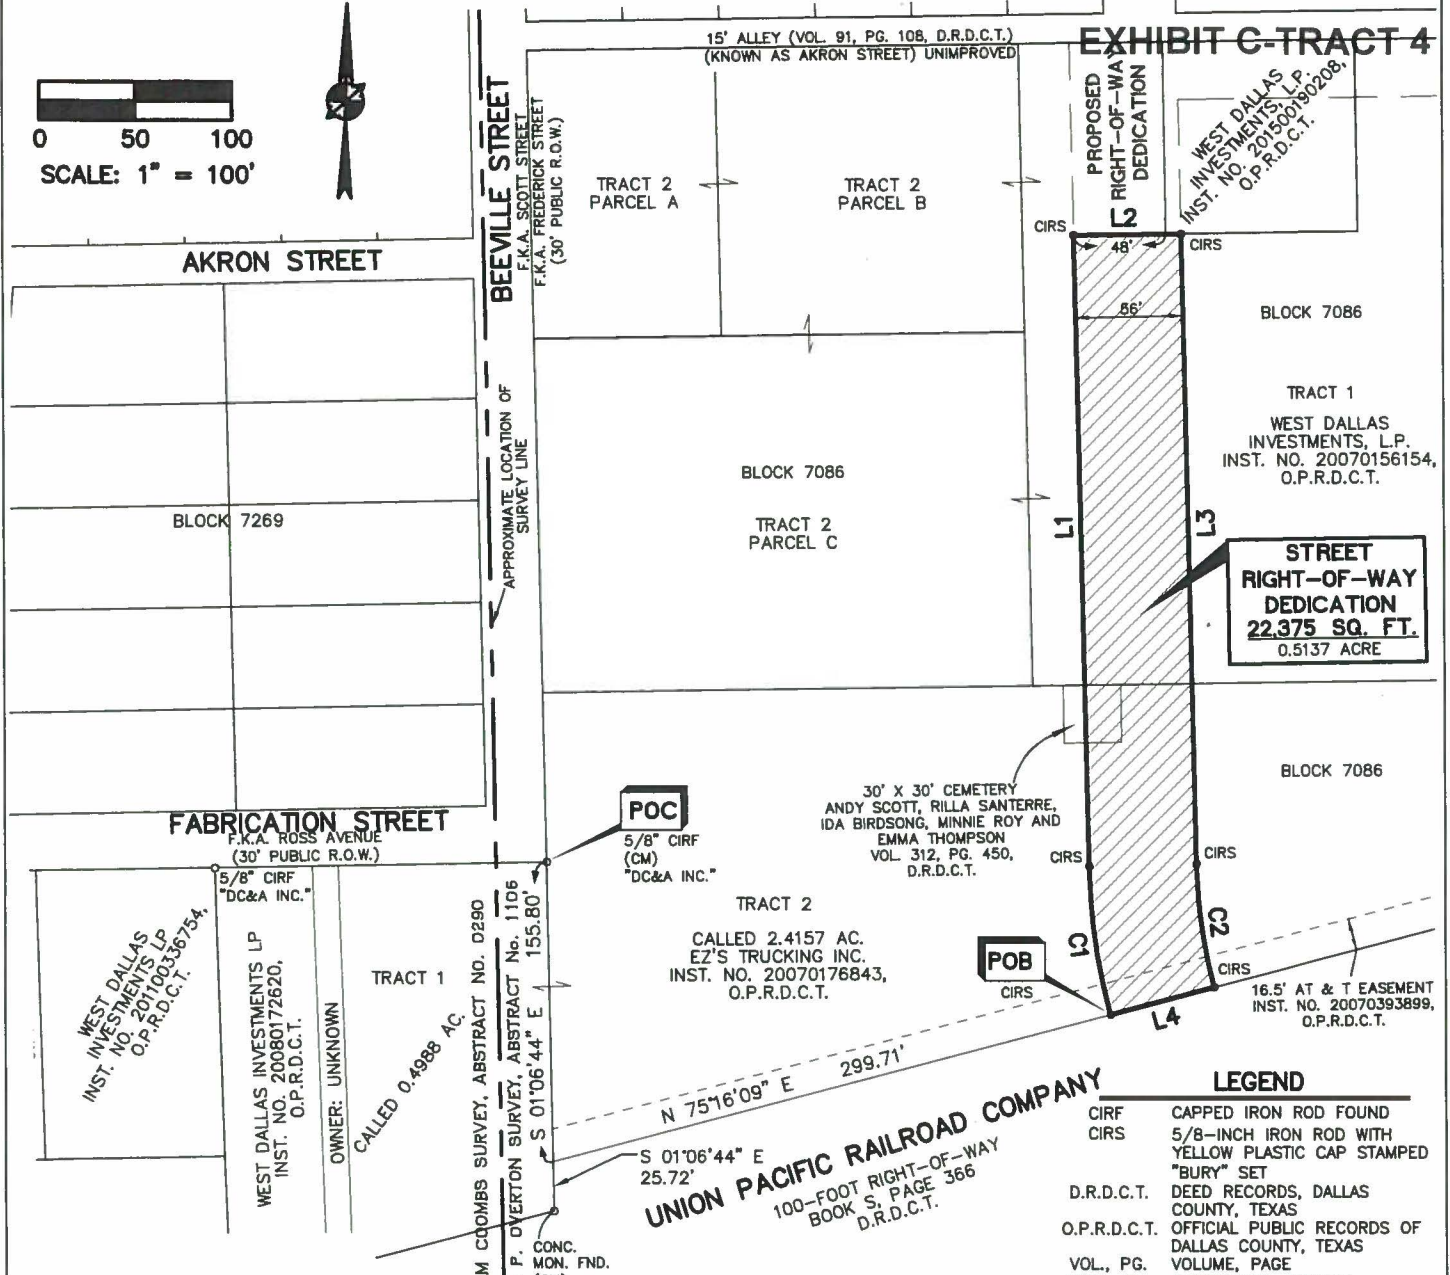 15' ALLEY (VOL. 91, PG. 108, D.R.D.C.T.)
(KNOWN AS AKRON STREET) UNIMPROVED
EXHIBIT C-TRACT 4
0 50 100
SCALE: 1" = 100'
AKRON STREET
BEEVILLE STREET
F.K.A. SCOTT STREET
F.K.A. FREDERICK STREET
(30' PUBLIC R.O.W.)
TRACT 2
PARCEL A
TRACT 2
PARCEL B
PROPOSED
RIGHT-OF-WAY
DEDICATION
WEST DALLAS
INVESTMENTS, L.P.
INST. NO. 201500190208,
O.P.R.D.C.T.
CIRS
L2
CIRS
48'
56'
BLOCK 7086
TRACT 1
WEST DALLAS
INVESTMENTS, L.P.
INST. NO. 20070156154,
O.P.R.D.C.T.
APPROXIMATE LOCATION OF
SURVEY LINE
BLOCK 7269
BLOCK 7086
TRACT 2
PARCEL C
L1
L3
STREET
RIGHT-OF-WAY
DEDICATION
22,375 SQ. FT.
0.5137 ACRE
BLOCK 7086
30' X 30' CEMETERY
ANDY SCOTT, RILLA SANTERRE,
IDA BIRDSONG, MINNIE ROY AND
EMMA THOMPSON
VOL. 312, PG. 450,
D.R.D.C.T.
CIRS
CIRS
FABRICATION STREET
F.K.A. ROSS AVENUE
(30' PUBLIC R.O.W.)
5/8" CIRF
"DC&A INC."
POC
5/8" CIRF
(CM)
"DC&A INC."
WEST DALLAS
INVESTMENTS LP
INST. NO. 201100336754,
O.P.R.D.C.T.
WEST DALLAS INVESTMENTS LP
INST. NO. 20080172620,
O.P.R.D.C.T.
OWNER: UNKNOWN
TRACT 1
CALLED 0.4988 AC.
M COOMBS SURVEY, ABSTRACT NO. 0290
P. OVERTON SURVEY, ABSTRACT No. 1106
S 01°06'44" E 155.80'
TRACT 2
CALLED 2.4157 AC.
EZ'S TRUCKING INC.
INST. NO. 20070176843,
O.P.R.D.C.T.
C1
C2
POB
CIRS
CIRS
L4
16.5' AT & T EASEMENT
INST. NO. 20070393899,
O.P.R.D.C.T.
N 75°16'09" E 299.71'
S 01°06'44" E
25.72'
UNION PACIFIC RAILROAD COMPANY
100-FOOT RIGHT-OF-WAY
BOOK S, PAGE 366
D.R.D.C.T.
CONC.
MON. FND.
LEGEND
CIRF CAPPED IRON ROD FOUND
CIRS 5/8-INCH IRON ROD WITH
YELLOW PLASTIC CAP STAMPED
"BURY" SET
D.R.D.C.T. DEED RECORDS, DALLAS
COUNTY, TEXAS
O.P.R.D.C.T. OFFICIAL PUBLIC RECORDS OF
DALLAS COUNTY, TEXAS
VOL., PG. VOLUME, PAGE